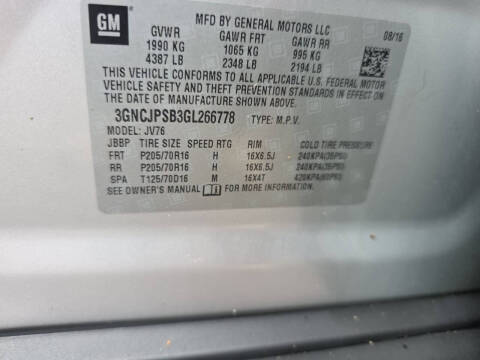 GM
MFD BY GENERAL MOTORS LLC
GVWR GAWR FRT GAWR RR 08/16
1990 KG 1065 KG 995 KG
4387 LB 2348 LB 2194 LB
THIS VEHICLE CONFORMS TO ALL APPLICABLE U.S. FEDERAL MOTOR
VEHICLE SAFETY AND THEFT PREVENTION STANDARDS IN EFFECT ON
THE DATE OF MANUFACTURE SHOWN ABOVE.
3GNCJPSB3GL266778 TYPE: M.P.V.
MODEL: JV76
JBBP TIRE SIZE SPEED RTG RIM COLD TIRE PRESSURE
FRT P205/70R16 H 16X6.5J 240KPA(35PSI)
RR P205/70R16 H 16X6.5J 240KPA(35PSI)
SPA T125/70D16 M 16X4T 420KPA(60PSI)
SEE OWNER'S MANUAL FOR MORE INFORMATION.